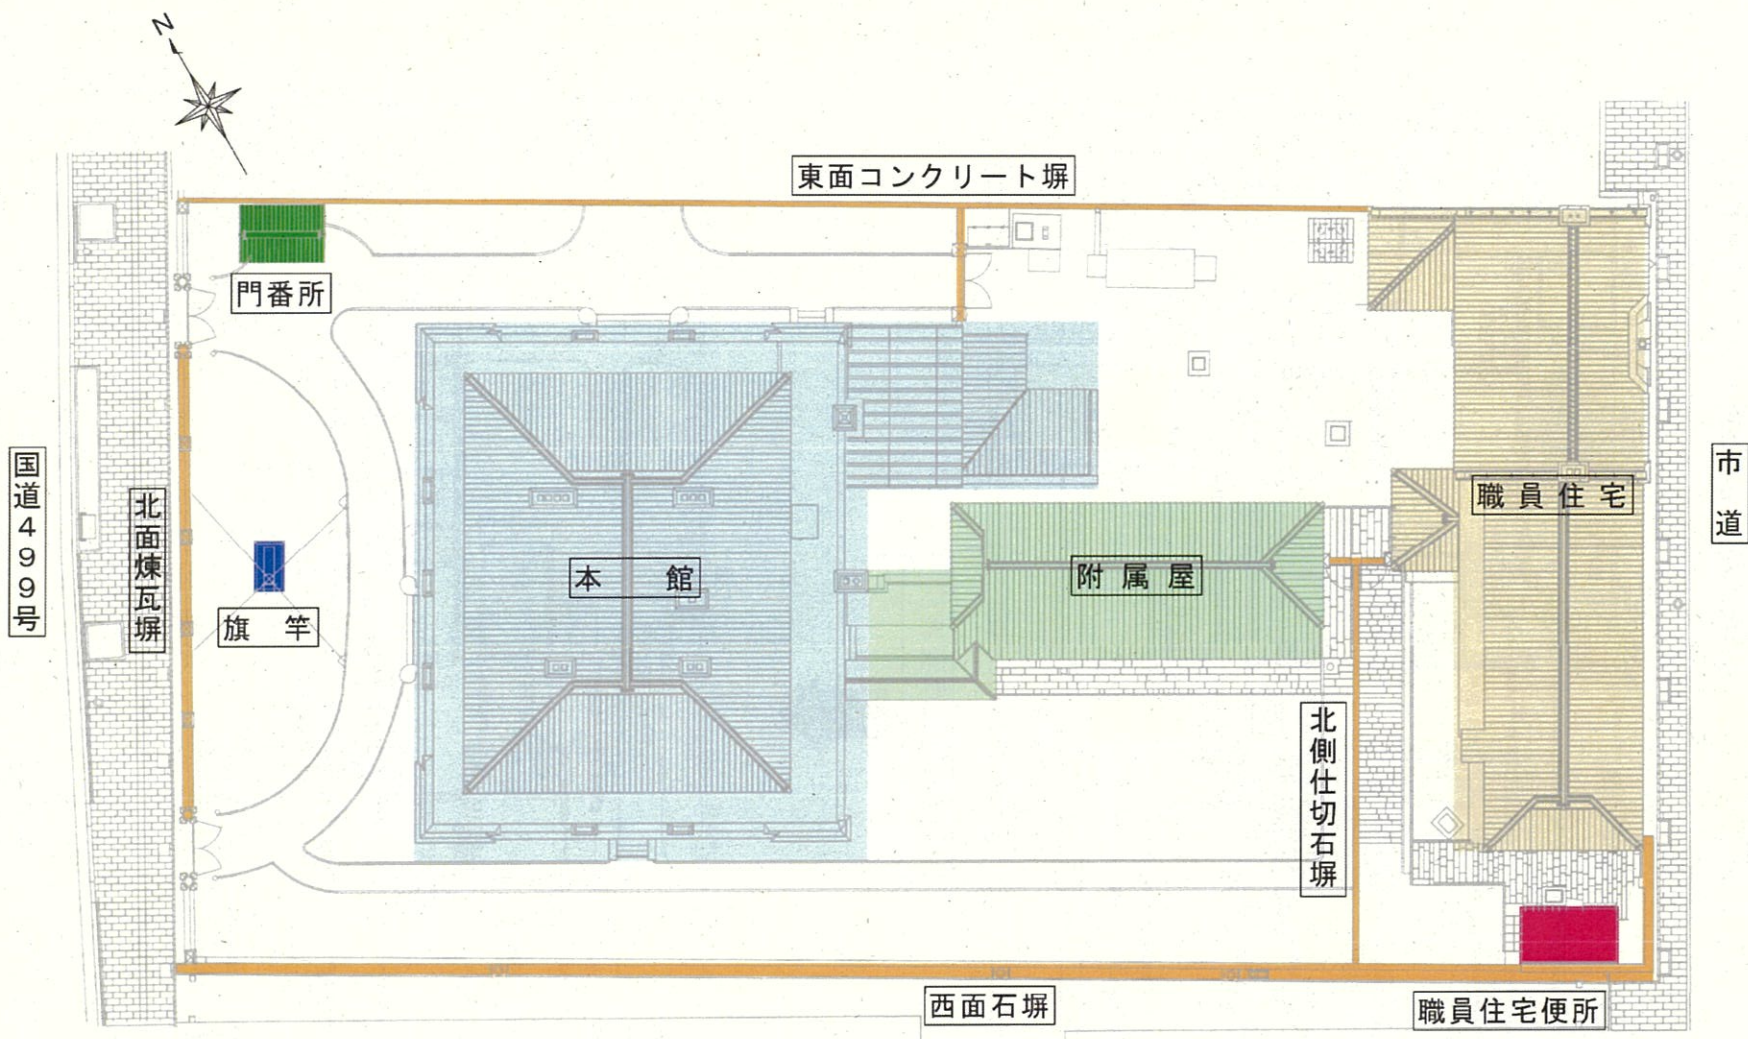 N
東面コンクリート塀
門番所
国道499号
北面煉瓦塀
旗竿
本館
附属屋
職員住宅
市道
北側仕切石塀
西面石塀
職員住宅便所